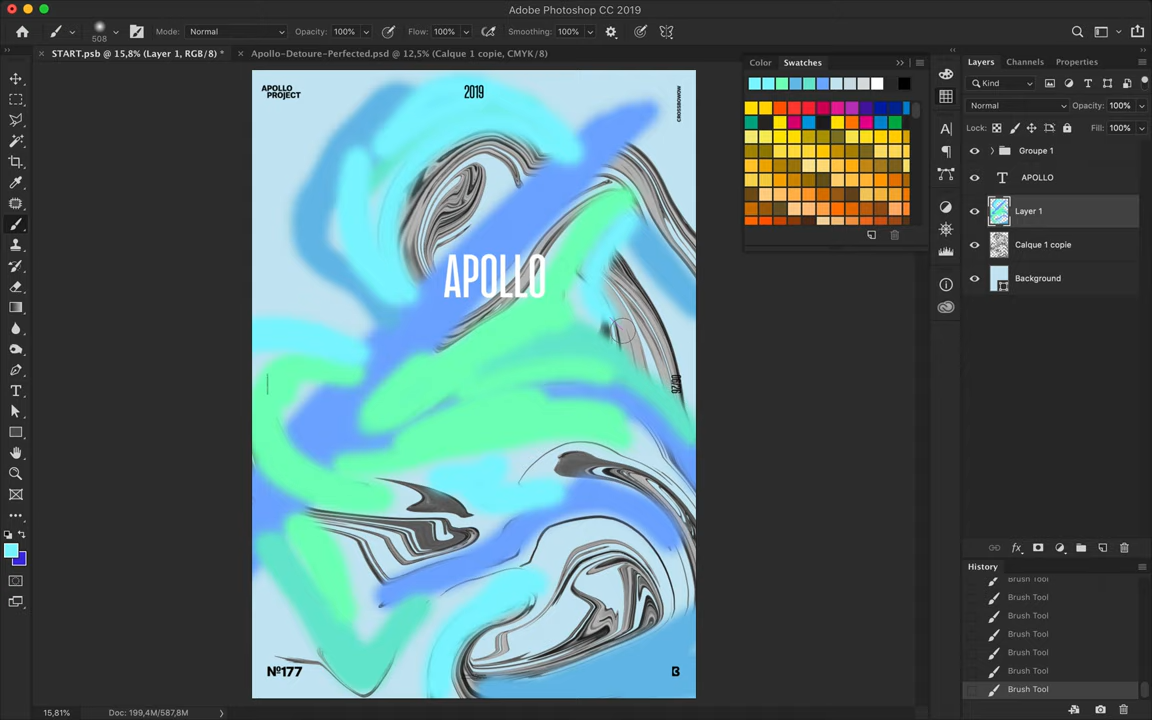 Adobe Photoshop CC 2019
508
Mode: Normal
Opacity: 100%
Flow: 100%
Smoothing: 100%
START.psb @ 15,8% (Layer 1, RGB/8) *
Apollo-Detoure-Perfected.psd @ 12,5% (Calque 1 copie, CMYK/8)
APOLLO
PROJECT
2019
CROSSBOWOW
APOLLO
Nº177
B
Color
Swatches
Layers
Channels
Properties
Kind
Normal
Opacity: 100%
Lock:
Fill: 100%
Groupe 1
APOLLO
Layer 1
Calque 1 copie
Background
fx
History
Brush Tool
Brush Tool
Brush Tool
Brush Tool
Brush Tool
Brush Tool
Brush Tool
15,81%
Doc: 199,4M/587,8M